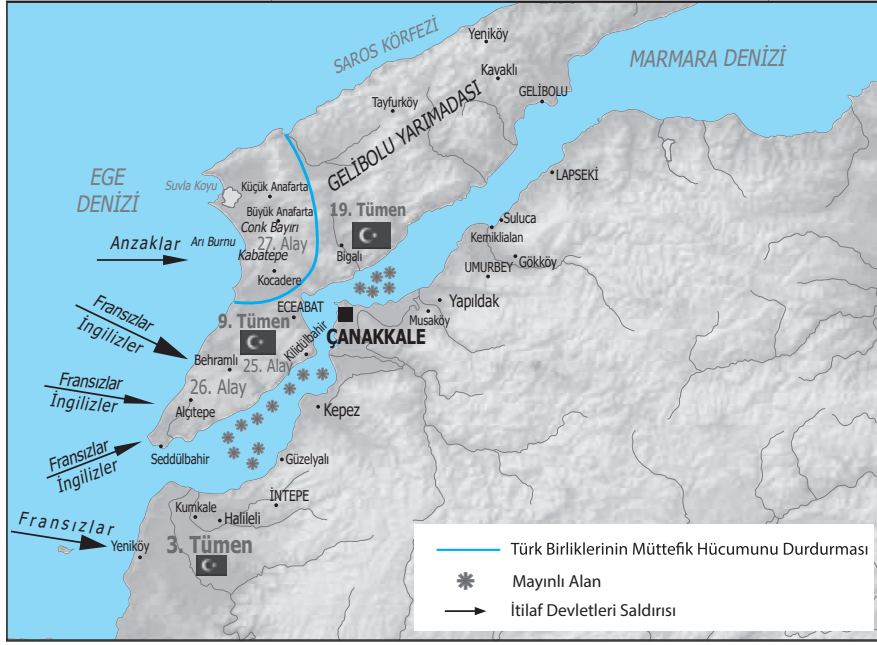 SAROS KÖRFEZİ
Yeniköy
MARMARA DENİZİ
Kavaklı
GELİBOLU
Tayfurköy
GELİBOLU YARIMADASI
EGE
DENİZİ
Suvla Koyu
Küçük Anafarta
Büyük Anafarta
Conk Bayırı
27. Alay
19. Tümen
Bigalı
LAPSEKİ
Suluca
Kemiklialan
Gökköy
UMURBEY
Anzaklar
Arı Burnu
Kabatepe
Kocadere
ECEABAT
Yapıldak
Musaköy
ÇANAKKALE
Fransızlar
İngilizler
9. Tümen
Kilidülbahir
Behramlı
25. Alay
26. Alay
Alçıtepe
Fransızlar
İngilizler
Kepez
Fransızlar
İngilizler
Seddülbahir
Güzelyalı
İNTEPE
Kumkale
Halileli
Fransızlar
Yeniköy
3. Tümen
Türk Birliklerinin Müttefik Hücumunu Durdurması
Mayınlı Alan
İtilaf Devletleri Saldırısı